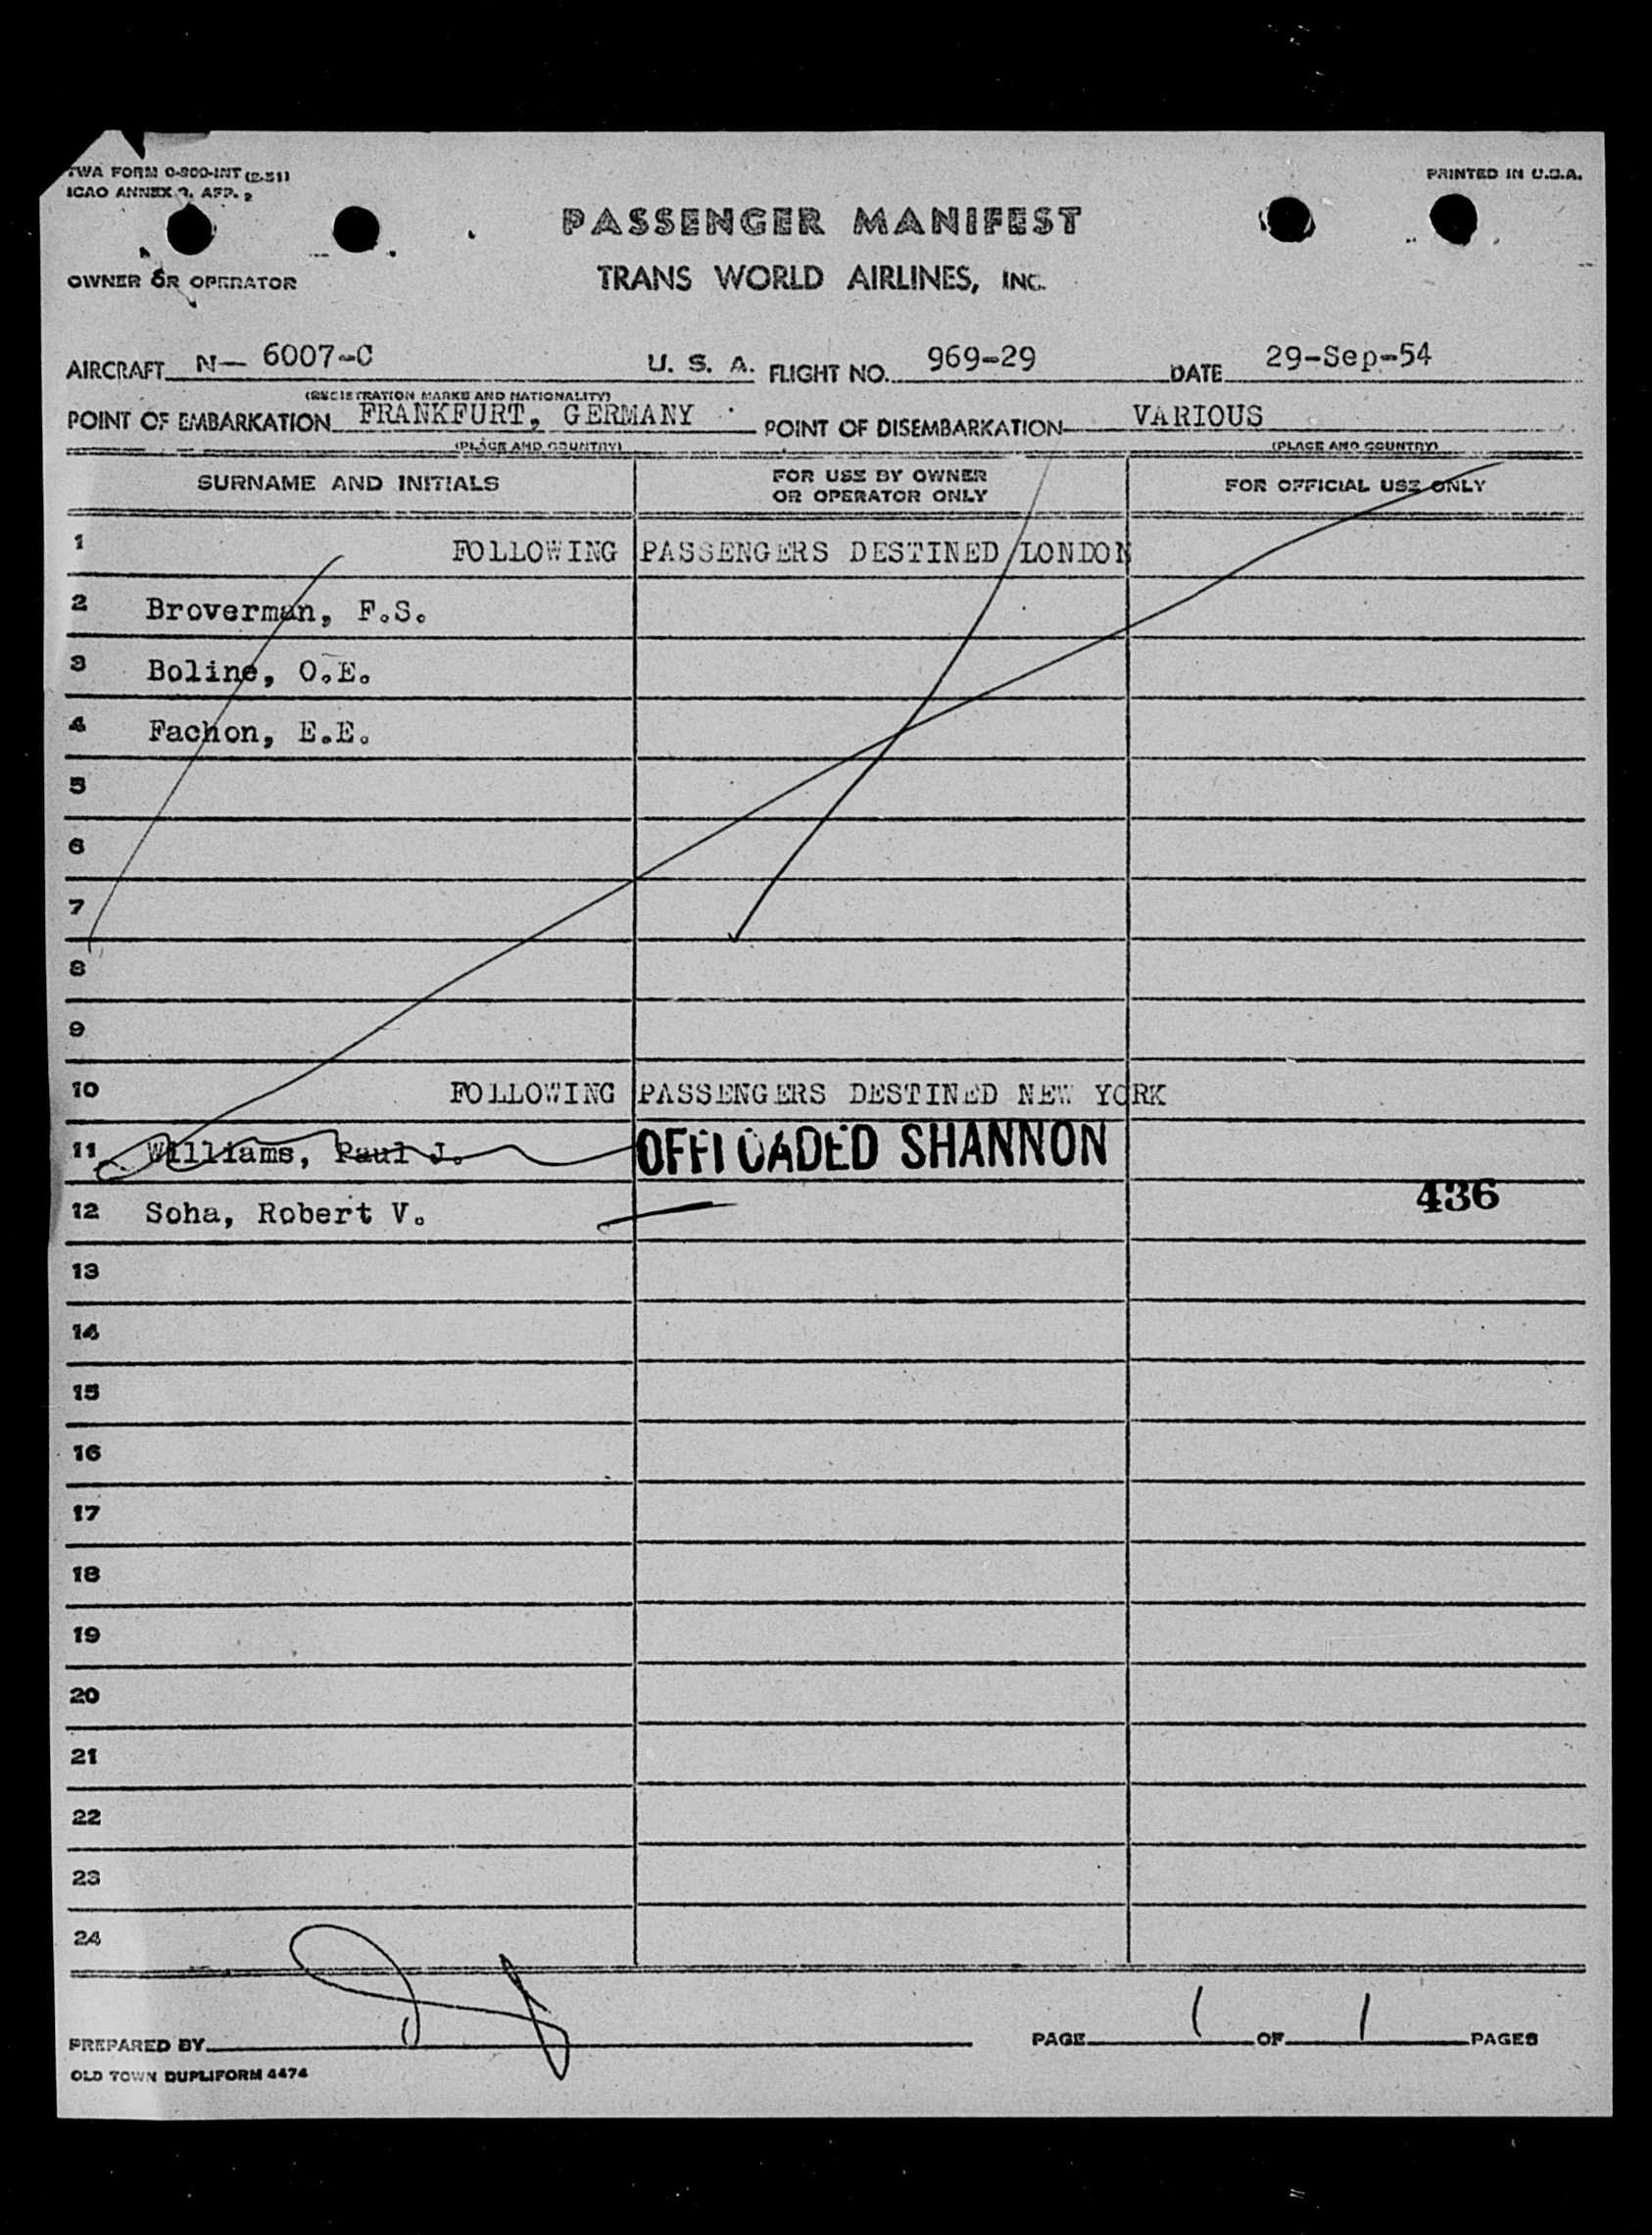 TWA FORM O-800-INT (2-51)
PRINTED IN U.S.A.
ICAO ANNEX 9, APP. 2
PASSENGER MANIFEST
OWNER OR OPERATOR TRANS WORLD AIRLINES, INC.
AIRCRAFT N— 6007-C U. S. A. FLIGHT NO. 969-29 DATE 29-Sep-54
(REGISTRATION MARKS AND NATIONALITY)
POINT OF EMBARKATION FRANKFURT, GERMANY POINT OF DISEMBARKATION VARIOUS
(PLACE AND COUNTRY) (PLACE AND COUNTRY)
SURNAME AND INITIALS FOR USE BY OWNER OR OPERATOR ONLY FOR OFFICIAL USE ONLY
1 FOLLOWING PASSENGERS DESTINED LONDON
2 Broverman, F.S.
3 Boline, O.E.
4 Fachon, E.E.
5
6
7
8
9
10 FOLLOWING PASSENGERS DESTINED NEW YORK
11 Williams, Paul J. OFFLOADED SHANNON
436
12 Soha, Robert V.
13
14
15
16
17
18
19
20
21
22
23
24
PREPARED BY PAGE 1 OF 1 PAGES
OLD TOWN DUPLIFORM 4474